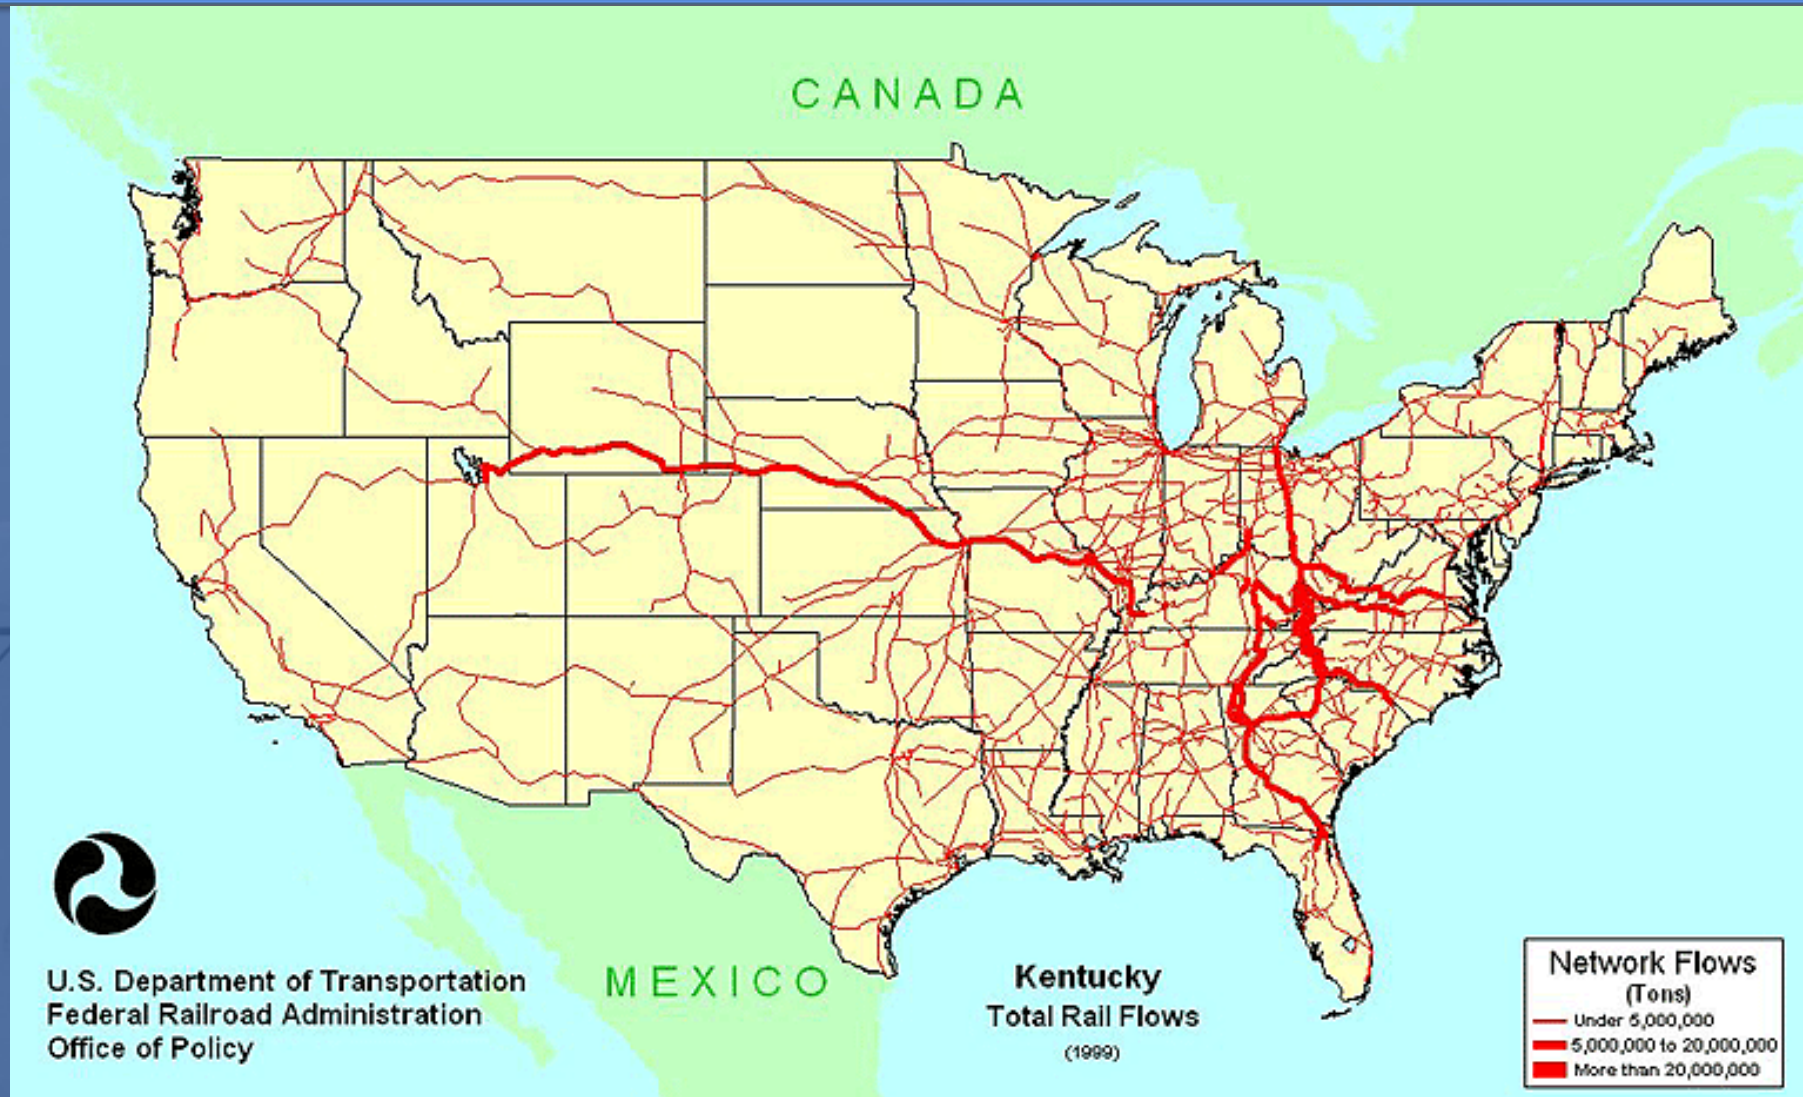 CANADA
MEXICO
U.S. Department of Transportation
Federal Railroad Administration
Office of Policy
Kentucky
Total Rail Flows
(1999)
Network Flows
(Tons)
Under 5,000,000
5,000,000 to 20,000,000
More than 20,000,000